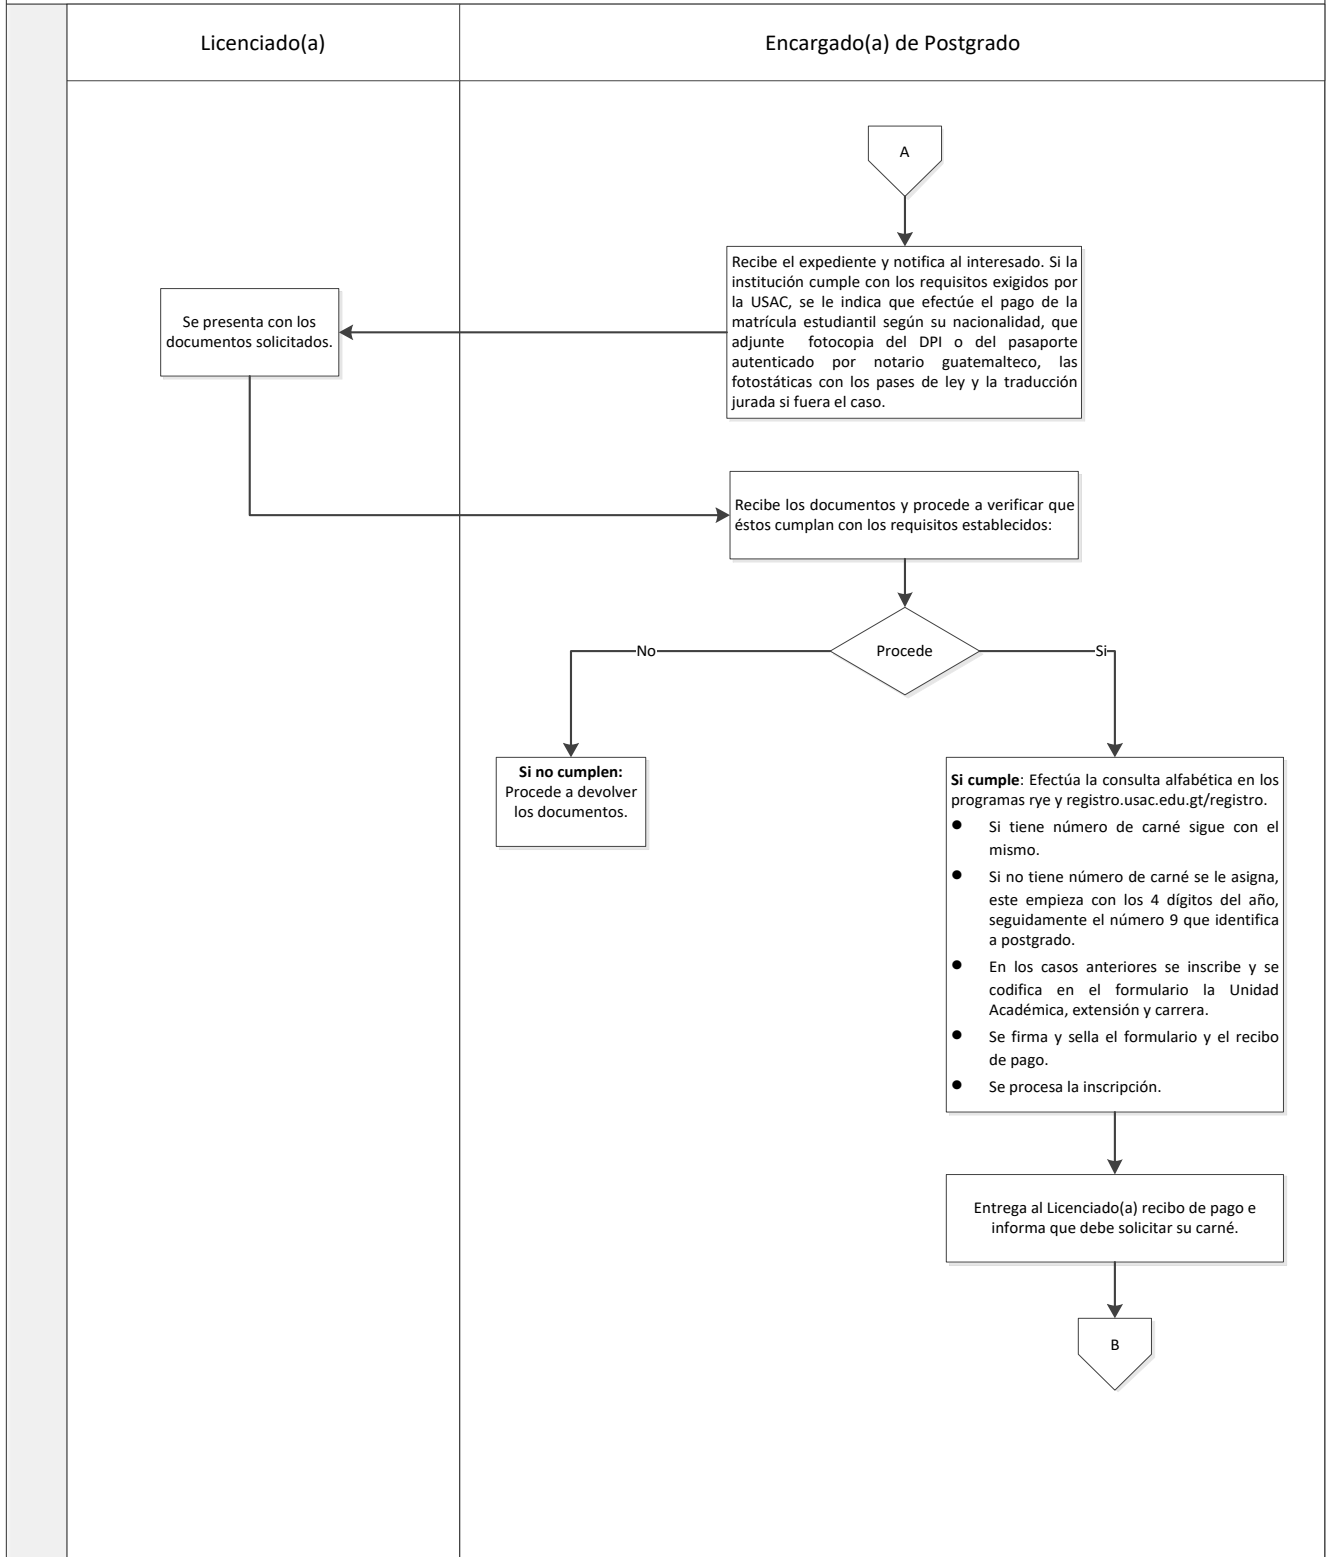 Licenciado(a)
Encargado(a) de Postgrado
A
Recibe el expediente y notifica al interesado. Si la
institución cumple con los requisitos exigidos por
la USAC, se le indica que efectúe el pago de la
matrícula estudiantil según su nacionalidad, que
adjunte fotocopia del DPI o del pasaporte
autenticado por notario guatemalteco, las
fotostáticas con los pases de ley y la traducción
jurada si fuera el caso.
Se presenta con los
documentos solicitados.
Recibe los documentos y procede a verificar que
éstos cumplan con los requisitos establecidos:
Procede
No
Si
Si no cumplen:
Procede a devolver
los documentos.
Si cumple: Efectúa la consulta alfabética en los
programas rye y registro.usac.edu.gt/registro.
● Si tiene número de carné sigue con el
mismo.
● Si no tiene número de carné se le asigna,
este empieza con los 4 dígitos del año,
seguidamente el número 9 que identifica
a postgrado.
● En los casos anteriores se inscribe y se
codifica en el formulario la Unidad
Académica, extensión y carrera.
● Se firma y sella el formulario y el recibo
de pago.
● Se procesa la inscripción.
Entrega al Licenciado(a) recibo de pago e
informa que debe solicitar su carné.
B